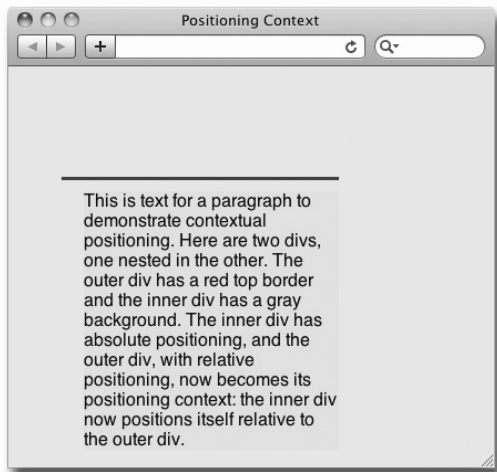 Positioning Context
This is text for a paragraph to
demonstrate contextual
positioning. Here are two divs,
one nested in the other. The
outer div has a red top border
and the inner div has a gray
background. The inner div has
absolute positioning, and the
outer div, with relative
positioning, now becomes its
positioning context: the inner div
now positions itself relative to
the outer div.